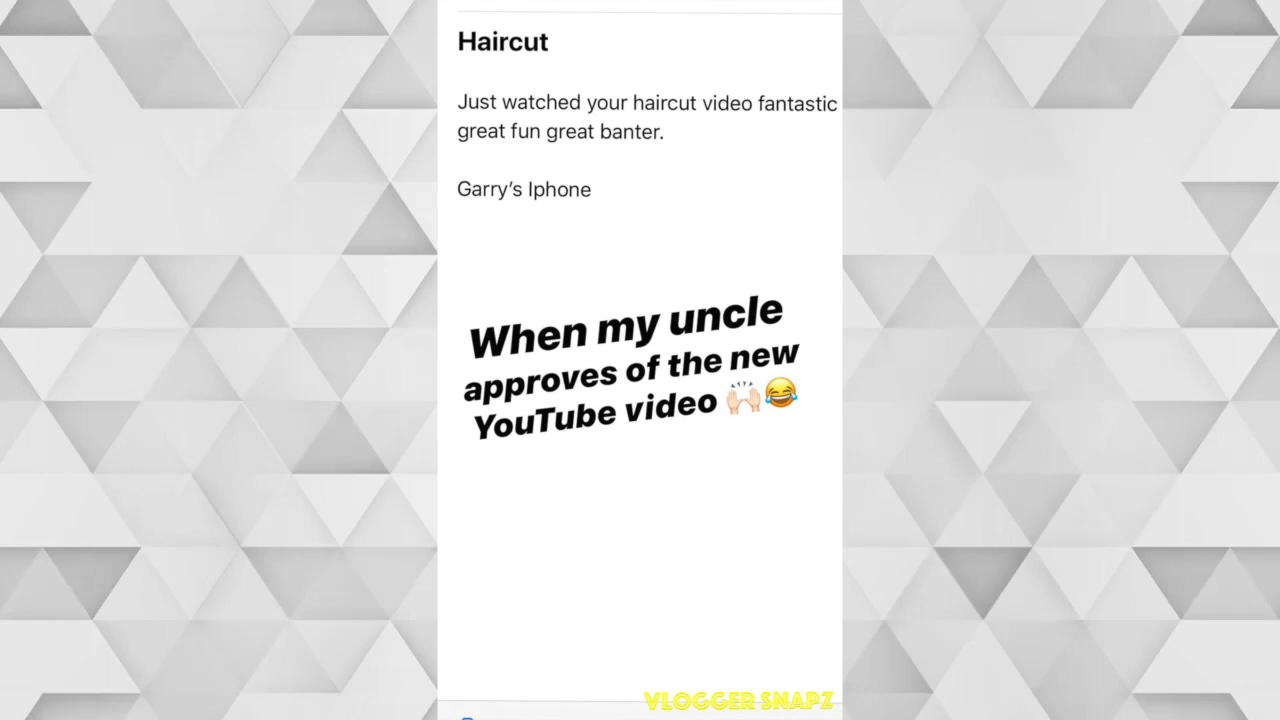 Haircut
Just watched your haircut video fantastic
great fun great banter.
Garry’s Iphone
When my uncle
approves of the new
YouTube video 🙌🏻😂
VLOGGER SNAPZ